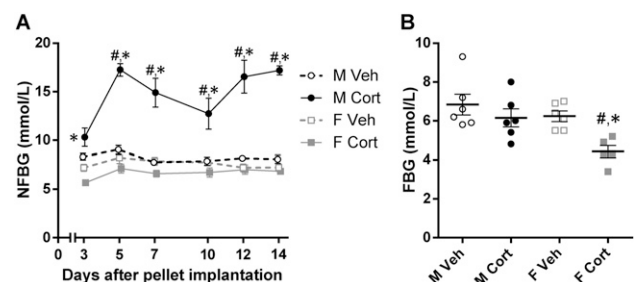 A
NFBG (mmol/L)
20
15
10
5
0
*
#,*
#,*
#,*
#,*
#,*
0 3 5 7 10 12 14
Days after pellet implantation
M Veh
M Cort
F Veh
F Cort
B
FBG (mmol/L)
10
8
6
4
2
0
#,*
M Veh
M Cort
F Veh
F Cort